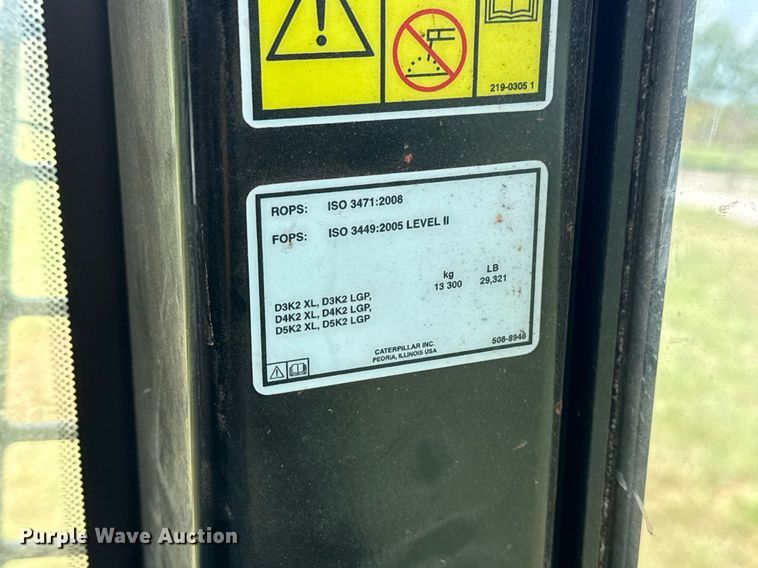 219-0305 1
ROPS: ISO 3471:2008
FOPS: ISO 3449:2005 LEVEL II
kg LB
13 300 29,321
D3K2 XL, D3K2 LGP,
D4K2 XL, D4K2 LGP,
D5K2 XL, D5K2 LGP
CATERPILLAR INC.
PEORIA, ILLINOIS USA
508-8946
Purple Wave Auction